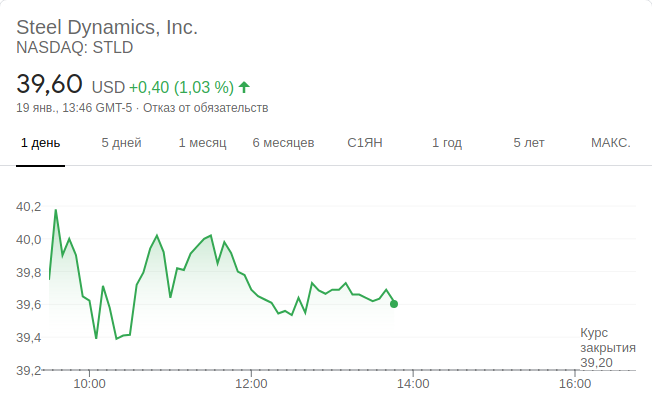 Steel Dynamics, Inc.
NASDAQ: STLD
39,60 USD +0,40 (1,03 %)
19 янв., 13:46 GMT-5 · Отказ от обязательств
1 день 5 дней 1 месяц 6 месяцев С1ЯН 1 год 5 лет МАКС.
40,2
40,0
39,8
39,6
39,4
39,2
Курс
закрытия
39,20
10:00 12:00 14:00 16:00